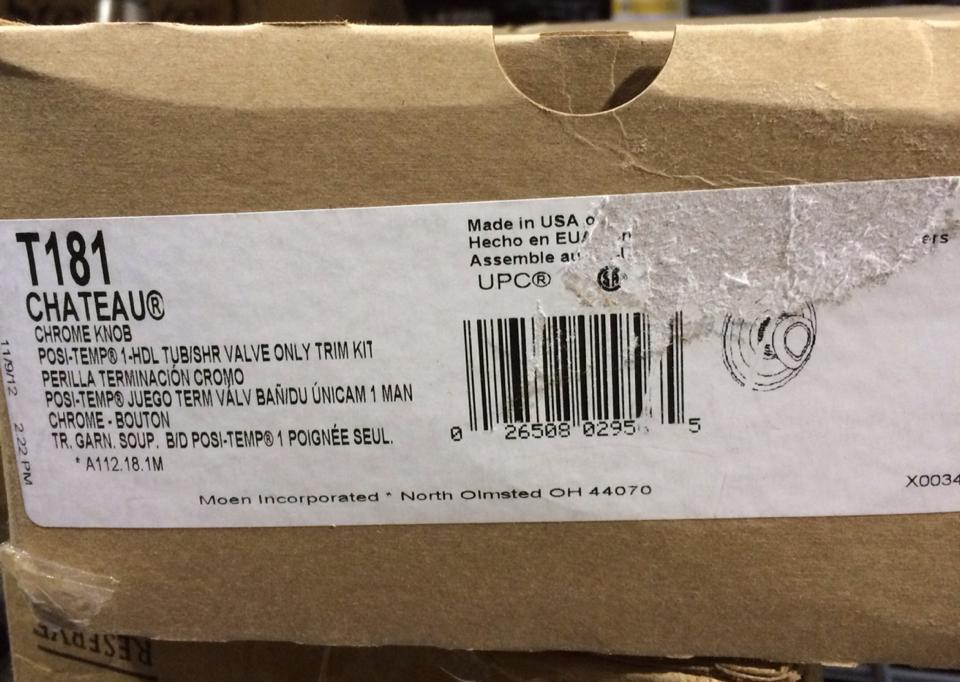 T181
CHATEAU®
CHROME KNOB
POSI-TEMP® 1-HDL TUB/SHR VALVE ONLY TRIM KIT
PERILLA TERMINACIÓN CROMO
POSI-TEMP® JUEGO TERM VÁLV BAÑ/DU ÚNICAM 1 MAN
CHROME - BOUTON
TR. GARN. SOUP. B/D POSI-TEMP® 1 POIGNÉE SEUL.
* A112.18.1M
11/9/12 2:22 PM
Made in USA
Hecho en
Assemble
UPC®
0 26508 0295 5
Moen Incorporated * North Olmsted OH 44070
X0034
RESERVE